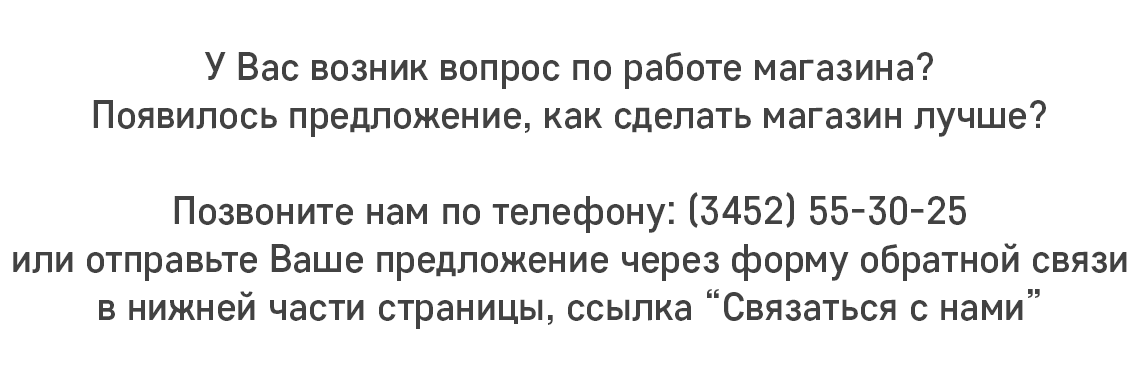 У Вас возник вопрос по работе магазина?
Появилось предложение, как сделать магазин лучше?
Позвоните нам по телефону: (3452) 55-30-25
или отправьте Ваше предложение через форму обратной связи
в нижней части страницы, ссылка “Связаться с нами”